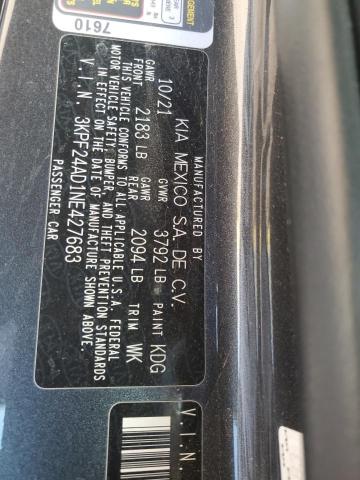 MANUFACTURED BY
KIA MEXICO S.A. DE C.V.
10/21 GVWR 3792 LB PAINT KDG
GAWR FRONT 2183 LB GAWR REAR 2094 LB TRIM WK
THIS VEHICLE CONFORMS TO ALL APPLICABLE U.S.A. FEDERAL
MOTOR VEHICLE SAFETY, BUMPER, AND THEFT PREVENTION STANDARDS
IN EFFECT ON THE DATE OF MANUFACTURE SHOWN ABOVE.
V.I.N. 3KPF24AD1NE427683
PASSENGER CAR
7610
V.I.N.